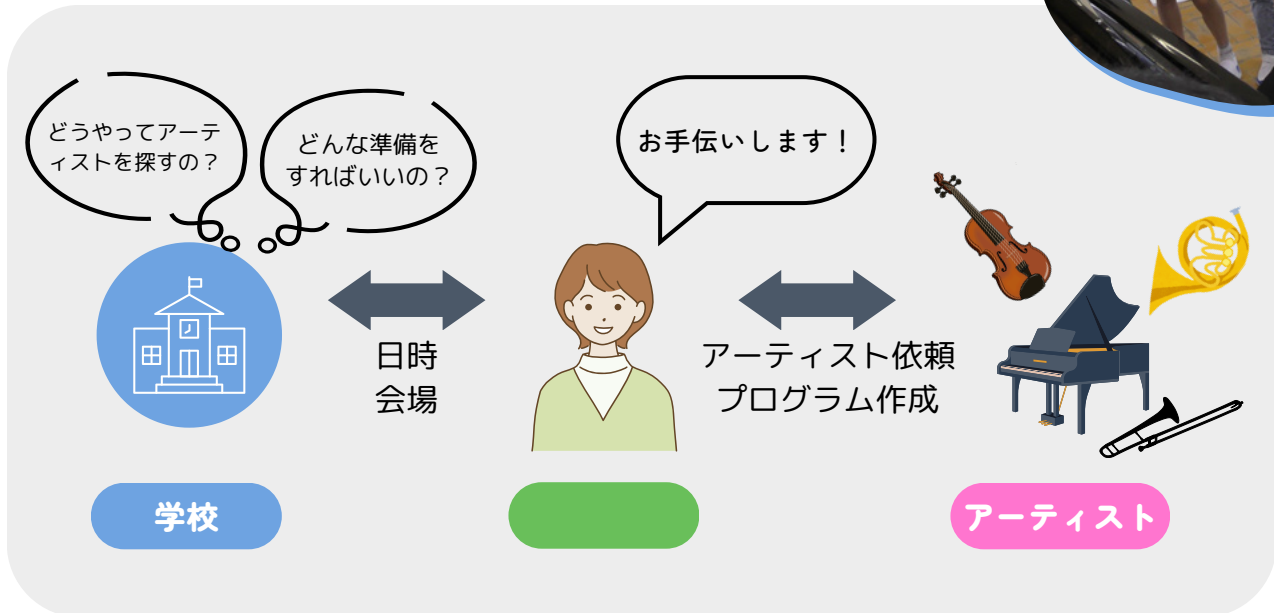 どうやってアーテ
ィストを探すの？
どんな準備を
すればいいの？
お手伝いします！
日時
会場
アーティスト依頼
プログラム作成
学校
アーティスト